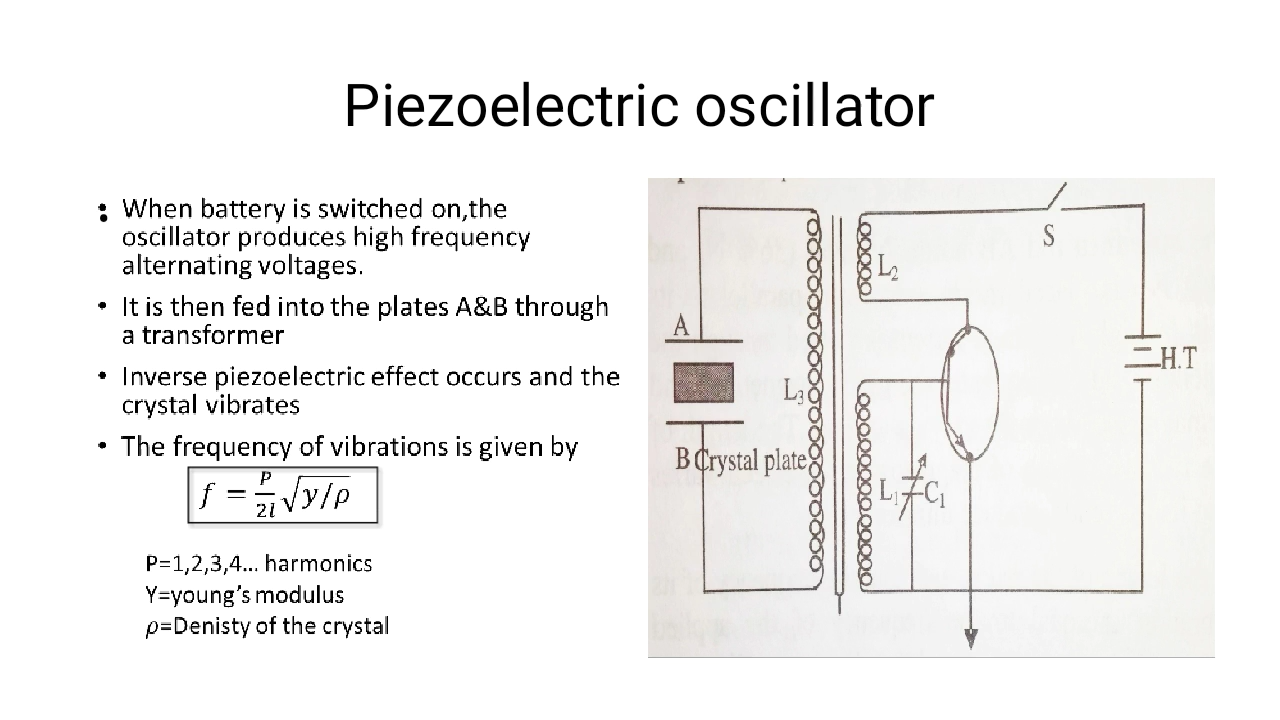 Piezoelectric oscillator
• When battery is switched on,the
oscillator produces high frequency
alternating voltages.
• It is then fed into the plates A&B through
a transformer
• Inverse piezoelectric effect occurs and the
crystal vibrates
• The frequency of vibrations is given by
f = P/2l √y/ρ
P=1,2,3,4... harmonics
Y=young's modulus
ρ=Denisty of the crystal
S
L₂
A
H.T
L₃
B Crystal plate
L₁
C₁